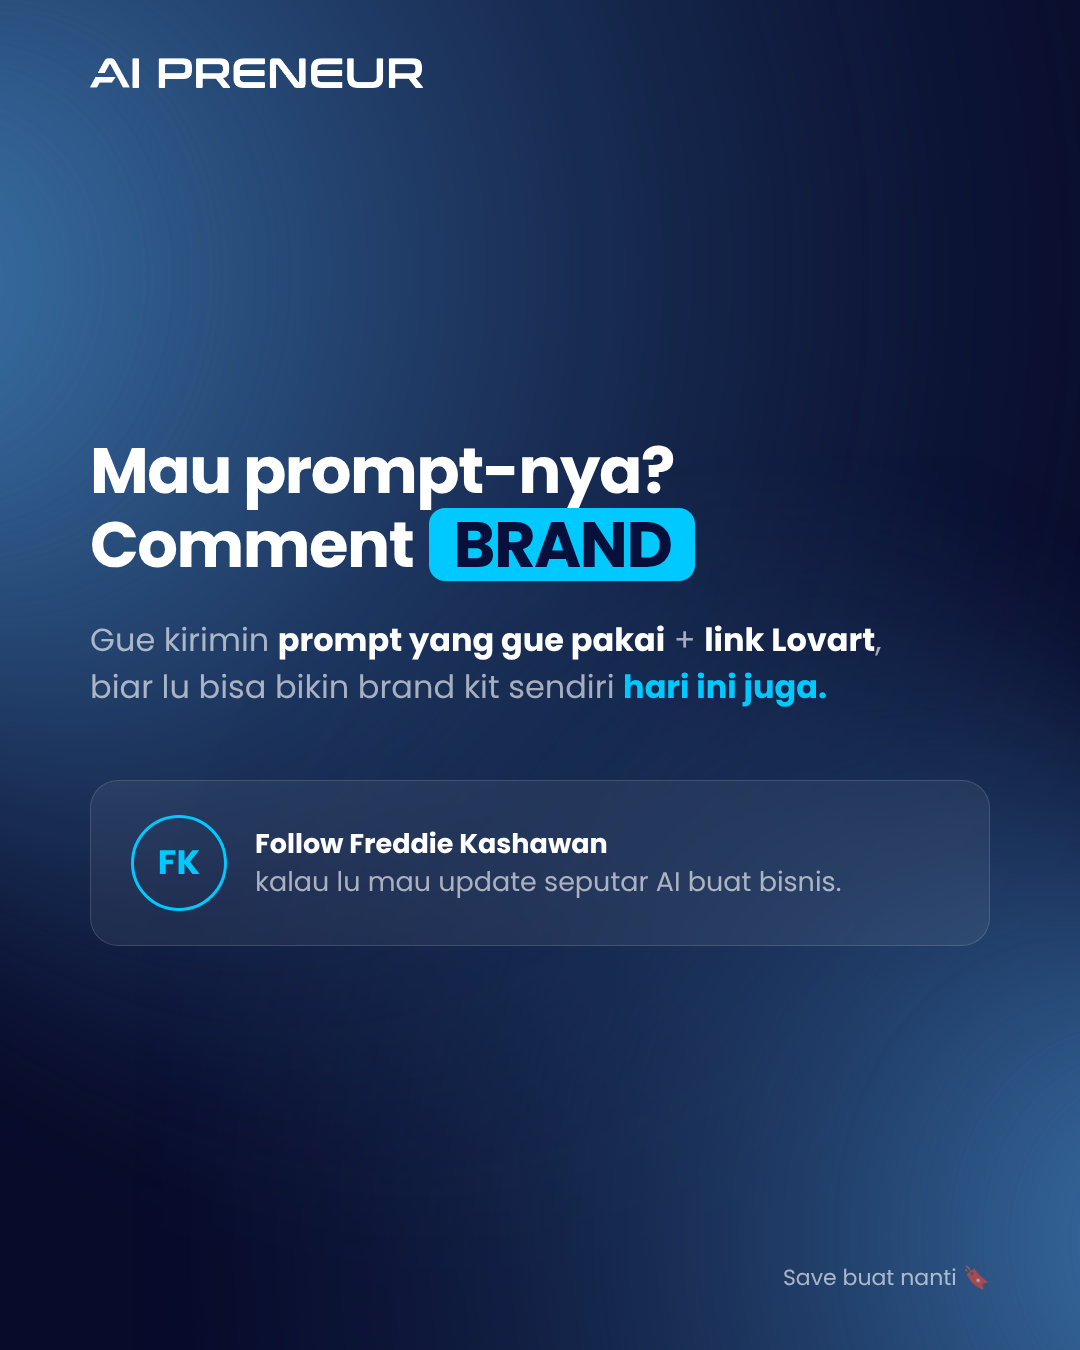 AI PRENEUR
Mau prompt-nya?
Comment BRAND
Gue kirimin prompt yang gue pakai + link Lovart,
biar lu bisa bikin brand kit sendiri hari ini juga.
FK
Follow Freddie Kashawan
kalau lu mau update seputar AI buat bisnis.
Save buat nanti 🔖